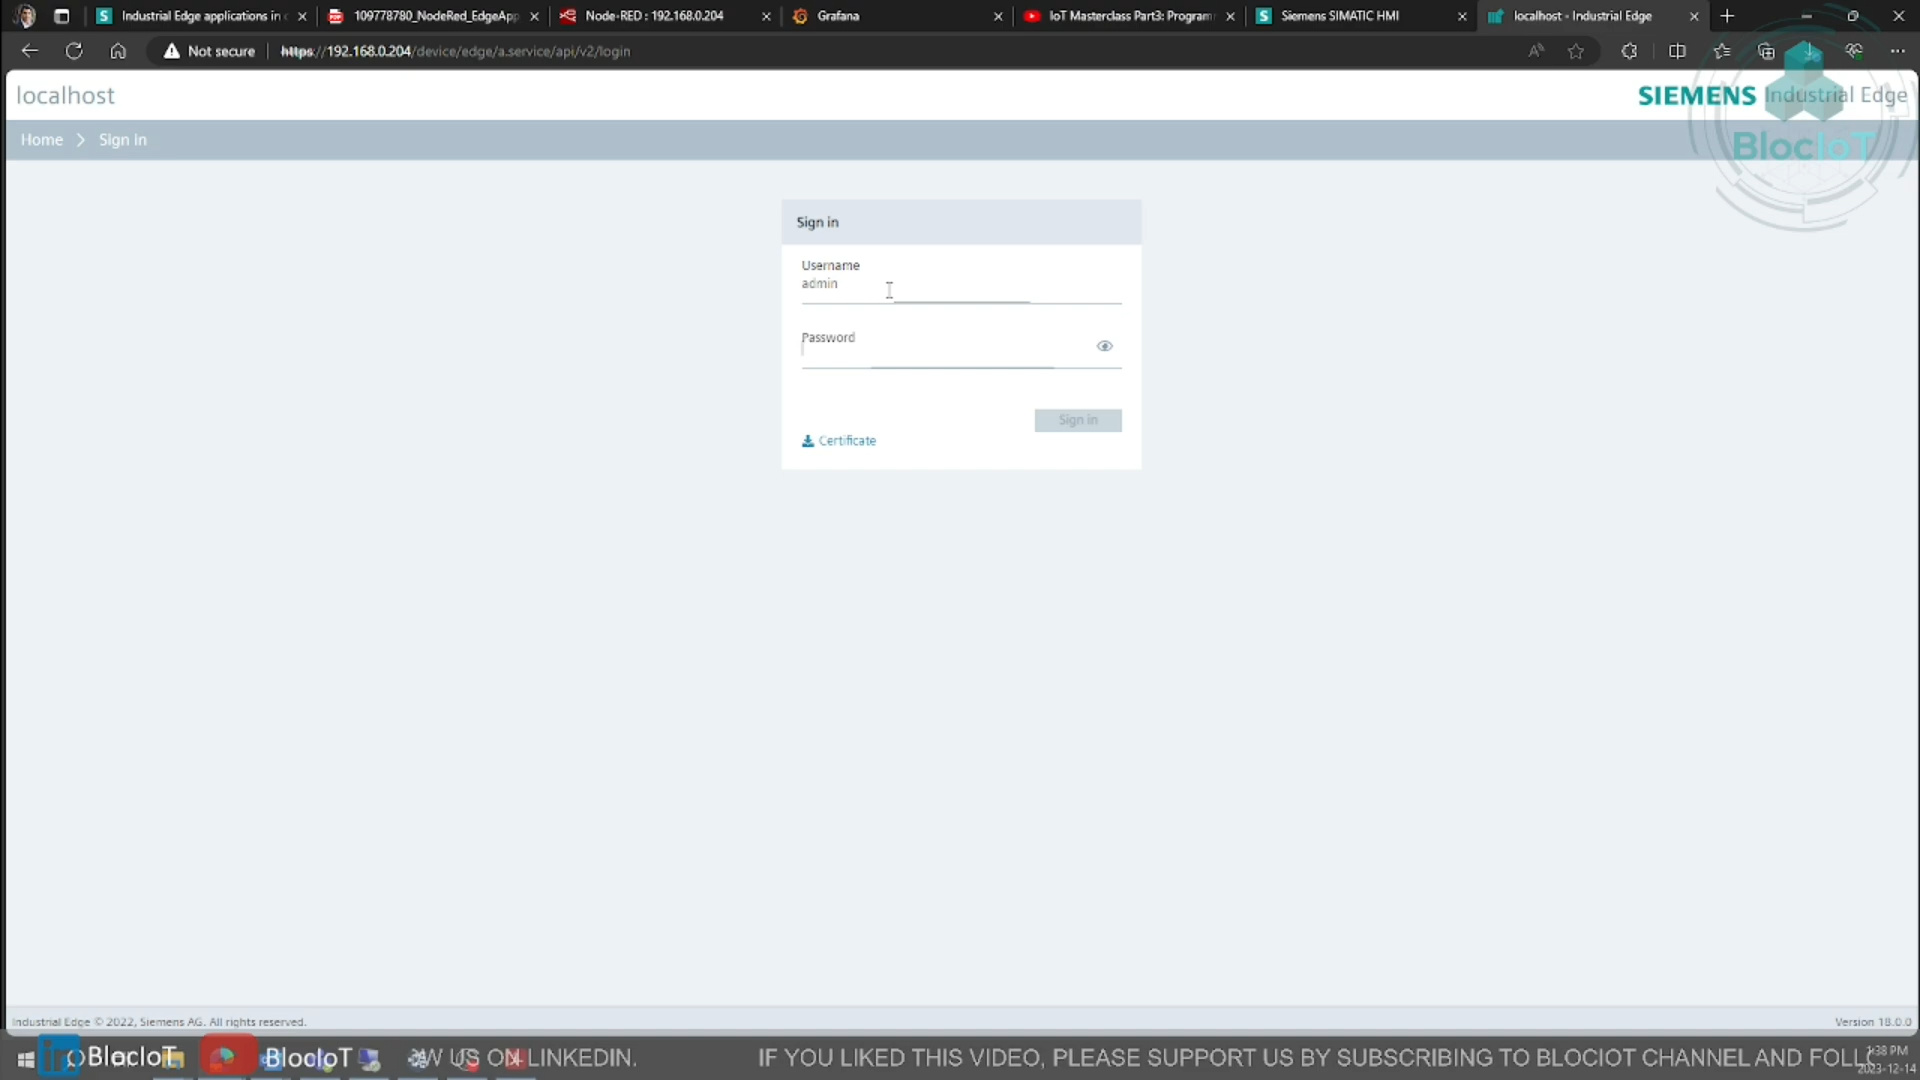 Industrial Edge applications in
109778780_NodeRed_EdgeApp
Node-RED : 192.168.0.204
Grafana
IoT Masterclass Part3: Program
Siemens SIMATIC HMI
localhost - Industrial Edge
Not secure
https://192.168.0.204/device/edge/a.service/api/v2/login
localhost
SIEMENS Industrial Edge
BlocIoT
Home
Sign in
Sign in
Username
admin
Password
Sign in
Certificate
Industrial Edge © 2022, Siemens AG. All rights reserved.
Version 18.0.0
BlocIoT
BlocIoT
W US ON LINKEDIN.
IF YOU LIKED THIS VIDEO, PLEASE SUPPORT US BY SUBSCRIBING TO BLOCIOT CHANNEL AND FOLL
1:38 PM
2023-12-14